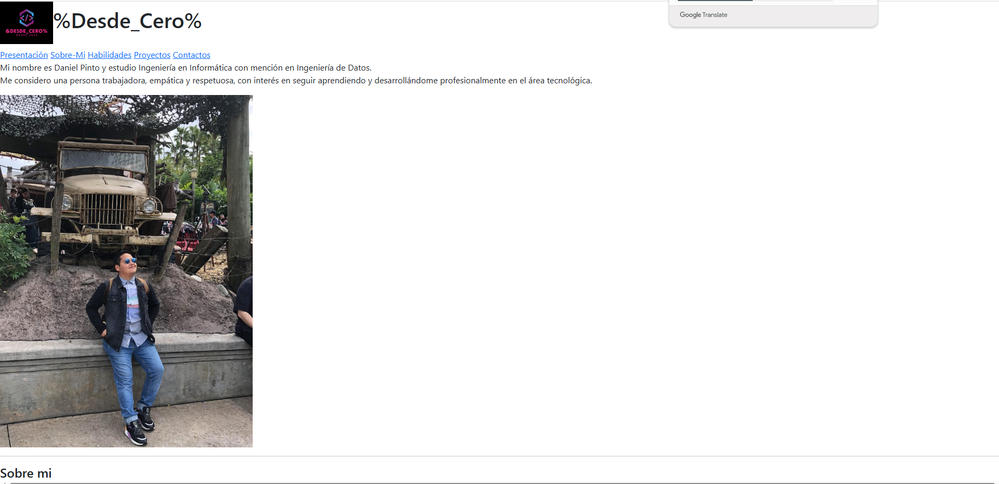 &DESDE_CERO%
DESDE 2024
%Desde_Cero%
Google Translate
Presentación Sobre-Mi Habilidades Proyectos Contactos
Mi nombre es Daniel Pinto y estudio Ingeniería en Informática con mención en Ingeniería de Datos.
Me considero una persona trabajadora, empática y respetuosa, con interés en seguir aprendiendo y desarrollándome profesionalmente en el área tecnológica.
Sobre mi